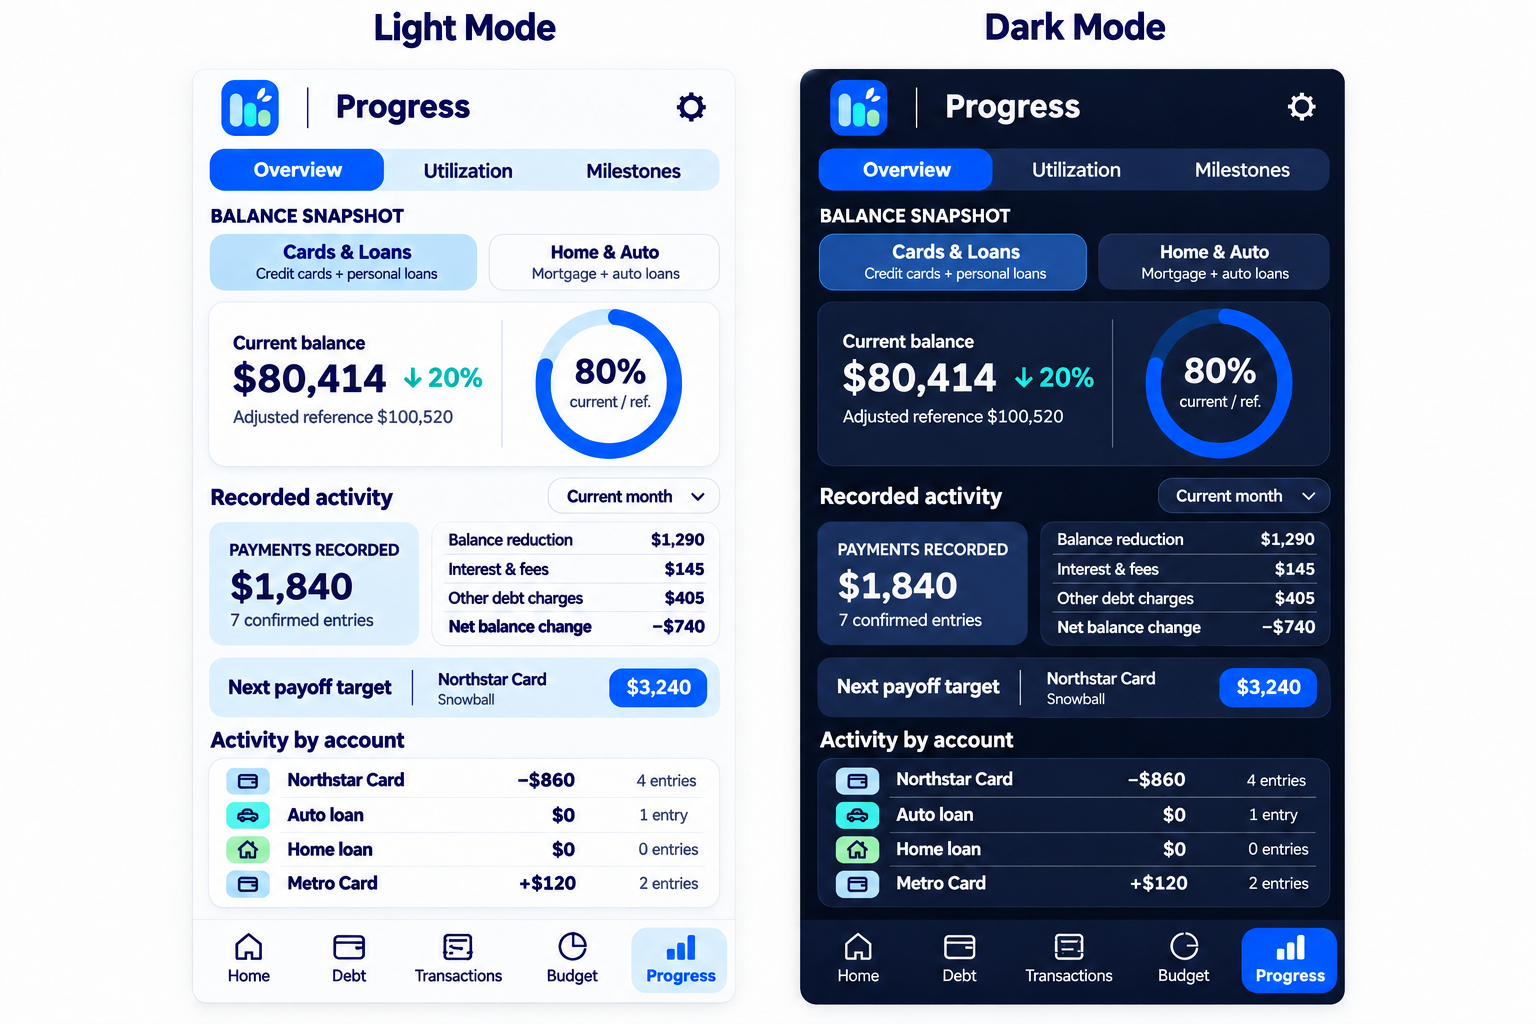 Light Mode
Progress
Overview Utilization Milestones
BALANCE SNAPSHOT
Cards & Loans
Credit cards + personal loans
Home & Auto
Mortgage + auto loans
Current balance
$80,414 ↓ 20%
Adjusted reference $100,520
80%
current / ref.
Recorded activity
Current month
PAYMENTS RECORDED
$1,840
7 confirmed entries
Balance reduction $1,290
Interest & fees $145
Other debt charges $405
Net balance change −$740
Next payoff target
Northstar Card
Snowball
$3,240
Activity by account
Northstar Card −$860 4 entries
Auto loan $0 1 entry
Home loan $0 0 entries
Metro Card +$120 2 entries
Home Debt Transactions Budget Progress
Dark Mode
Progress
Overview Utilization Milestones
BALANCE SNAPSHOT
Cards & Loans
Credit cards + personal loans
Home & Auto
Mortgage + auto loans
Current balance
$80,414 ↓ 20%
Adjusted reference $100,520
80%
current / ref.
Recorded activity
Current month
PAYMENTS RECORDED
$1,840
7 confirmed entries
Balance reduction $1,290
Interest & fees $145
Other debt charges $405
Net balance change −$740
Next payoff target
Northstar Card
Snowball
$3,240
Activity by account
Northstar Card −$860 4 entries
Auto loan $0 1 entry
Home loan $0 0 entries
Metro Card +$120 2 entries
Home Debt Transactions Budget Progress